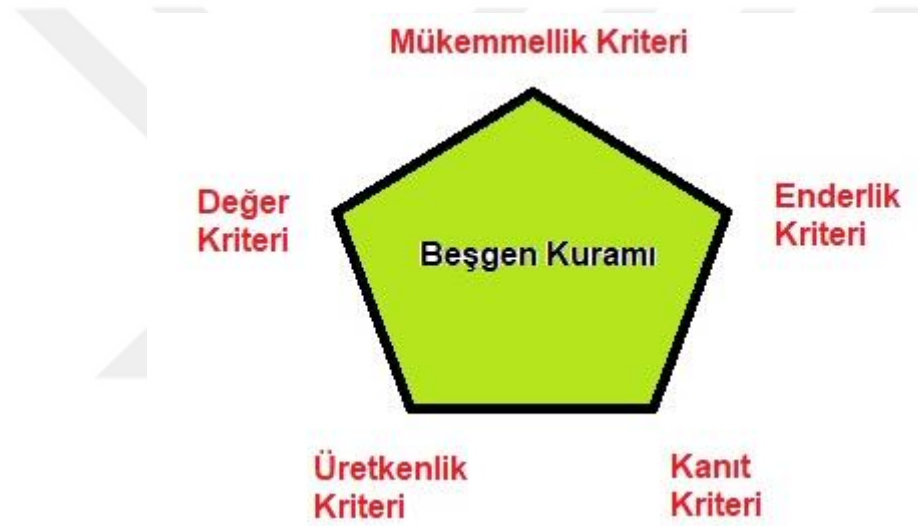 Mükemmellik Kriteri
Değer
Kriteri
Enderlik
Kriteri
Beşgen Kuramı
Üretkenlik
Kriteri
Kanıt
Kriteri